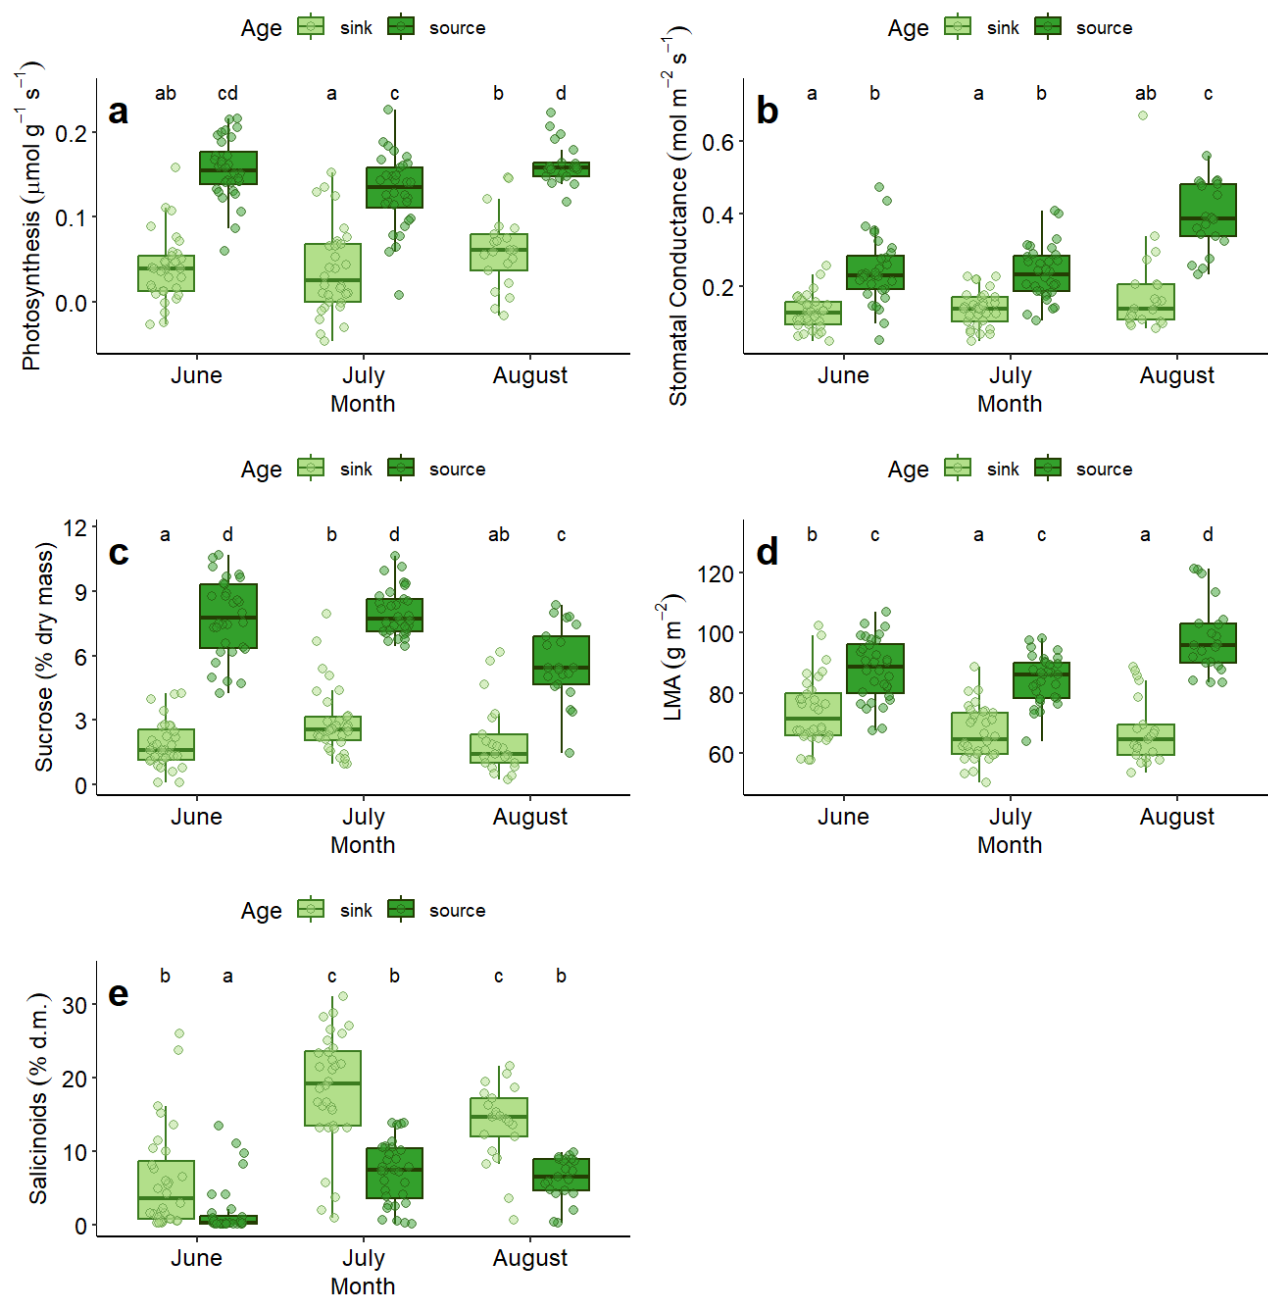 Age sink source
Age sink source
a
ab cd a c b d
0.2
0.1
0.0
Photosynthesis (μmol g⁻¹ s⁻¹)
June July August
Month
b
a b a b ab c
0.6
0.4
0.2
Stomatal Conductance (mol m⁻² s⁻¹)
June July August
Month
Age sink source
Age sink source
c
a d b d ab c
12
9
6
3
0
Sucrose (% dry mass)
June July August
Month
d
b c a c a d
120
100
80
60
LMA (g m⁻²)
June July August
Month
Age sink source
e
b a c b c b
30
20
10
0
Salicinoids (% d.m.)
June July August
Month